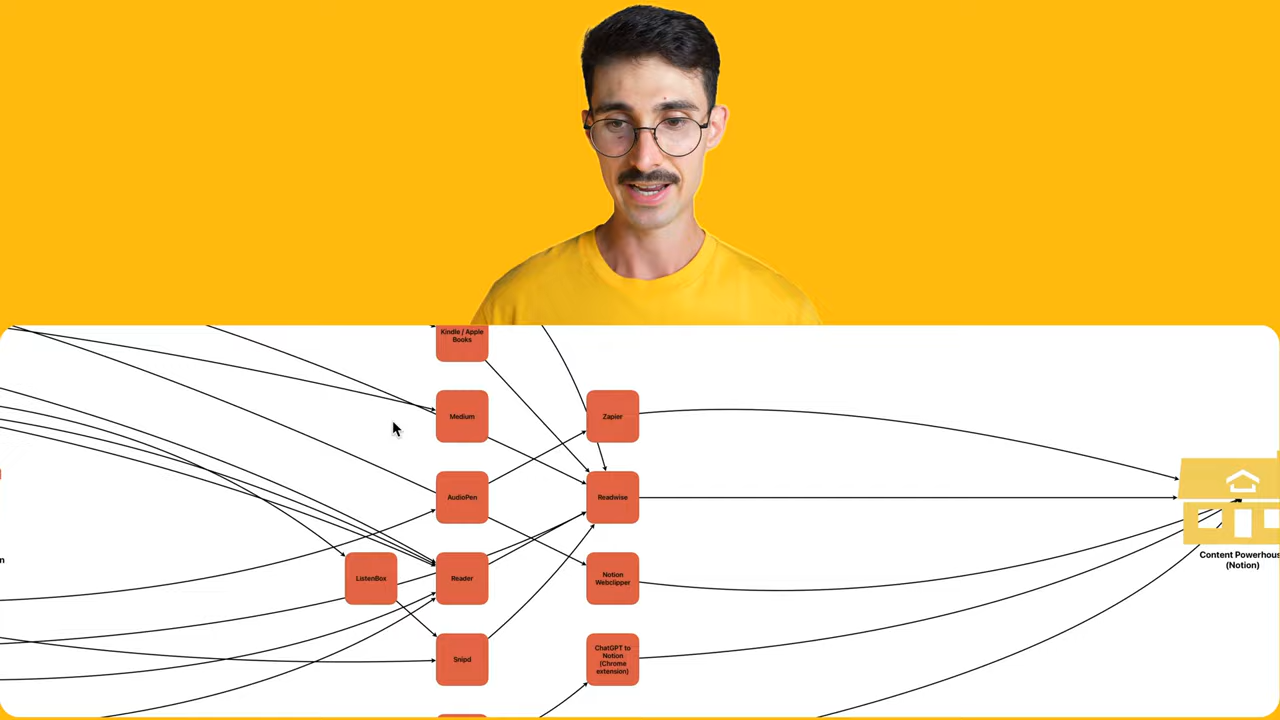 Kindle / Apple
Books
Medium
Zapier
AudioPen
Readwise
ListenBox
Reader
Notion
Webclipper
Snipd
ChatGPT to
Notion
(Chrome
extension)
Content Powerhous
(Notion)
n